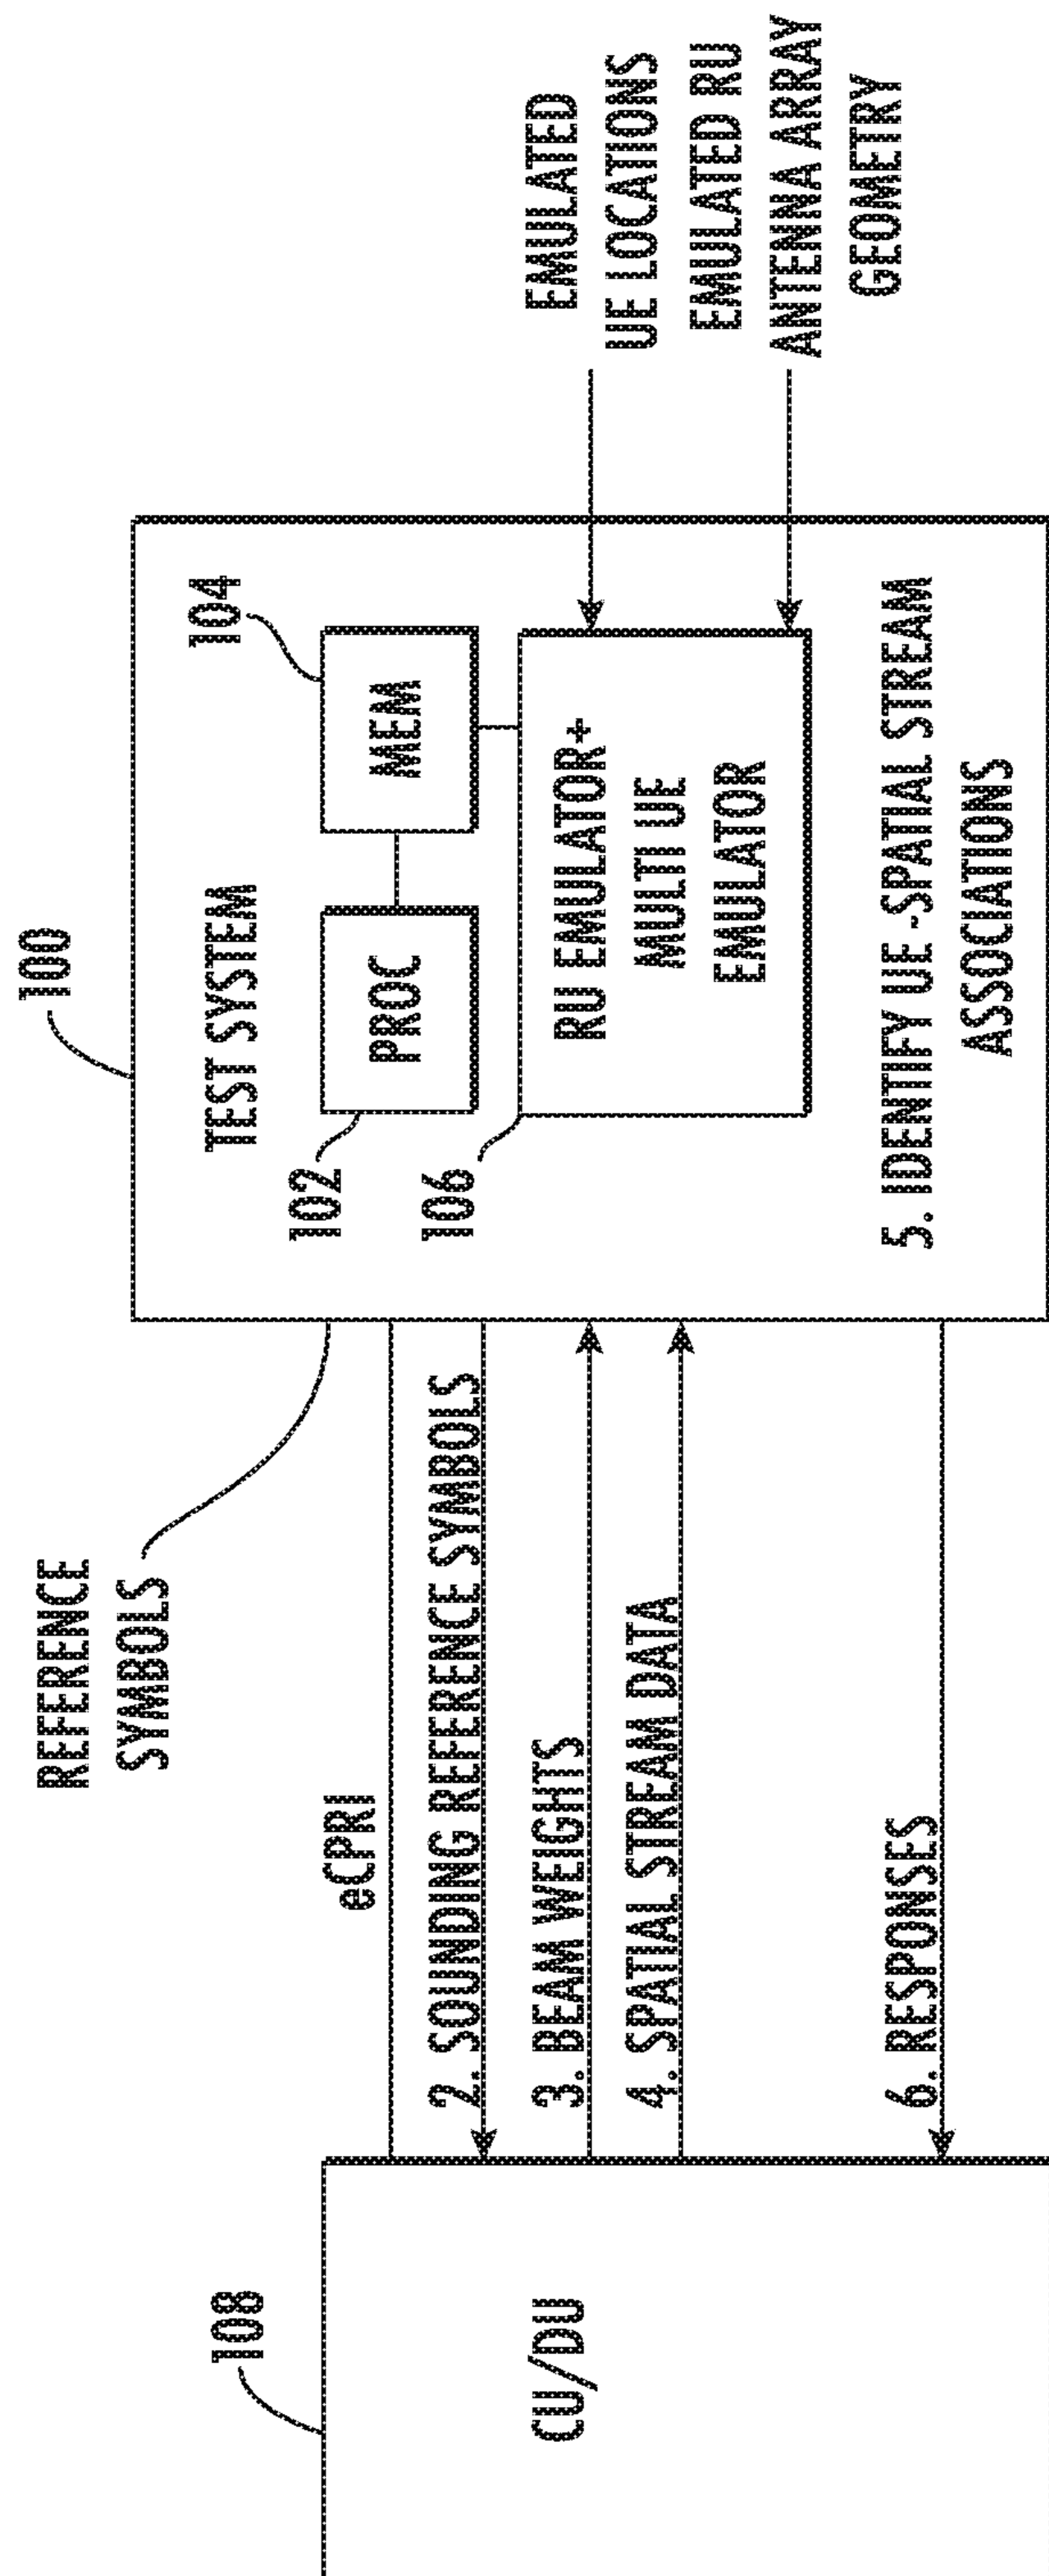 108
CU/DU
REFERENCE
SYMBOLS
eCPRI
2. SOUNDING REFERENCE SYMBOLS
3. BEAM WEIGHTS
4. SPATIAL STREAM DATA
6. RESPONSES
100
TEST SYSTEM
102
PROC
104
MEM
106
RU EMULATOR+
MULTI UE
EMULATOR
5. IDENTIFY UE -SPATIAL STREAM
ASSOCIATIONS
EMULATED
UE LOCATIONS
EMULATED RU
ANTENNA ARRAY
GEOMETRY